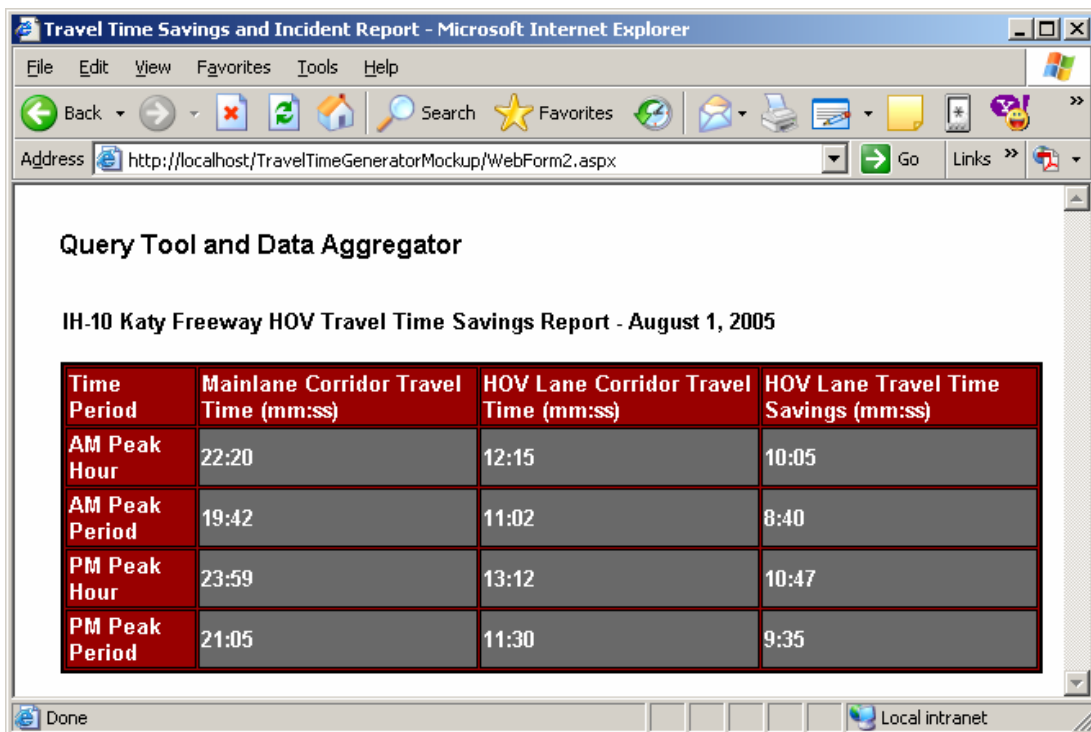 Travel Time Savings and Incident Report - Microsoft Internet Explorer
File Edit View Favorites Tools Help
Back Search Favorites
Address http://localhost/TravelTimeGeneratorMockup/WebForm2.aspx Go Links »
Query Tool and Data Aggregator
IH-10 Katy Freeway HOV Travel Time Savings Report - August 1, 2005
Time Period Mainlane Corridor Travel Time (mm:ss) HOV Lane Corridor Travel Time (mm:ss) HOV Lane Travel Time Savings (mm:ss)
AM Peak Hour 22:20 12:15 10:05
AM Peak Period 19:42 11:02 8:40
PM Peak Hour 23:59 13:12 10:47
PM Peak Period 21:05 11:30 9:35
Done Local intranet